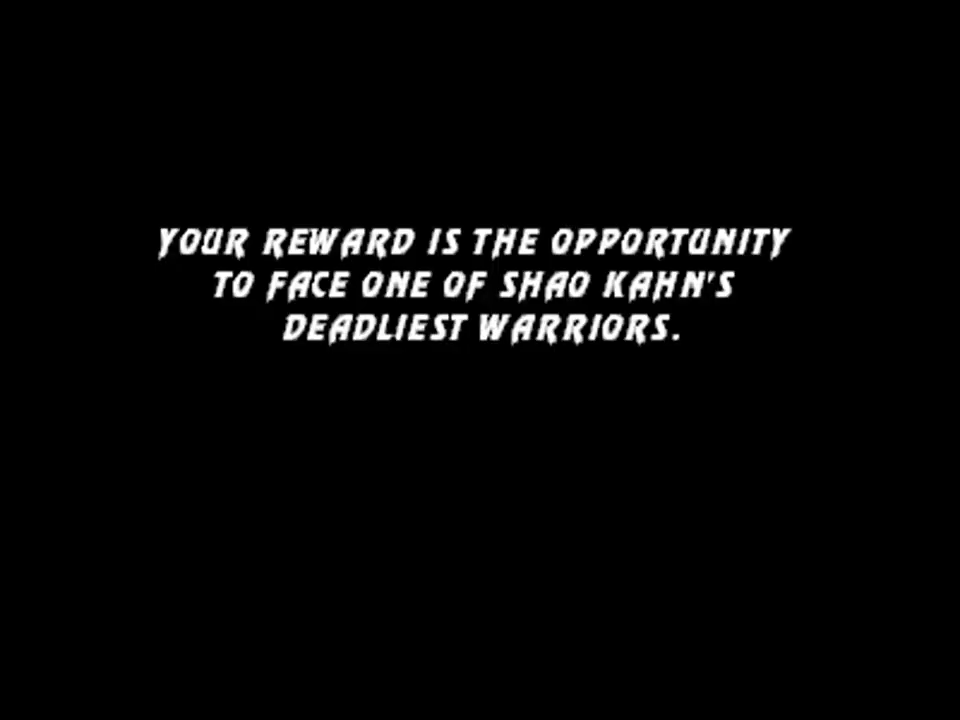 YOUR REWARD IS THE OPPORTUNITY
TO FACE ONE OF SHAO KAHN'S
DEADLIEST WARRIORS.